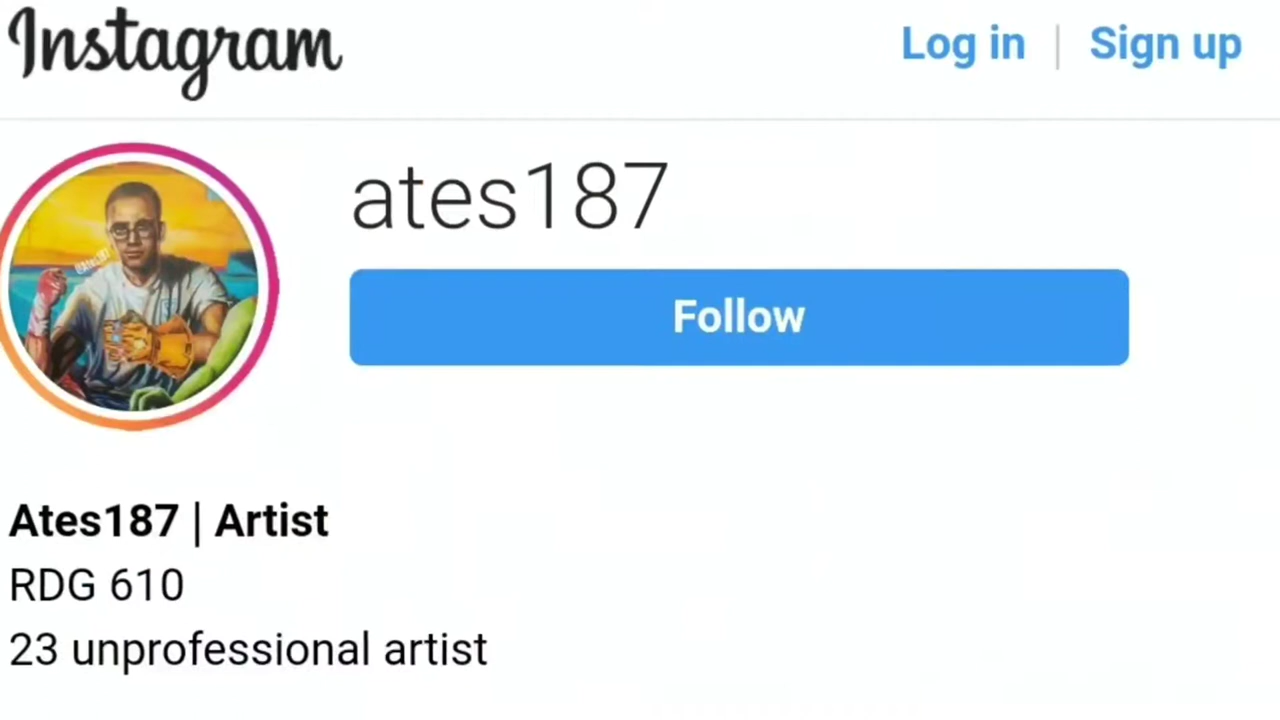 Instagram
Log in | Sign up
ates187
Follow
Ates187 | Artist
RDG 610
23 unprofessional artist